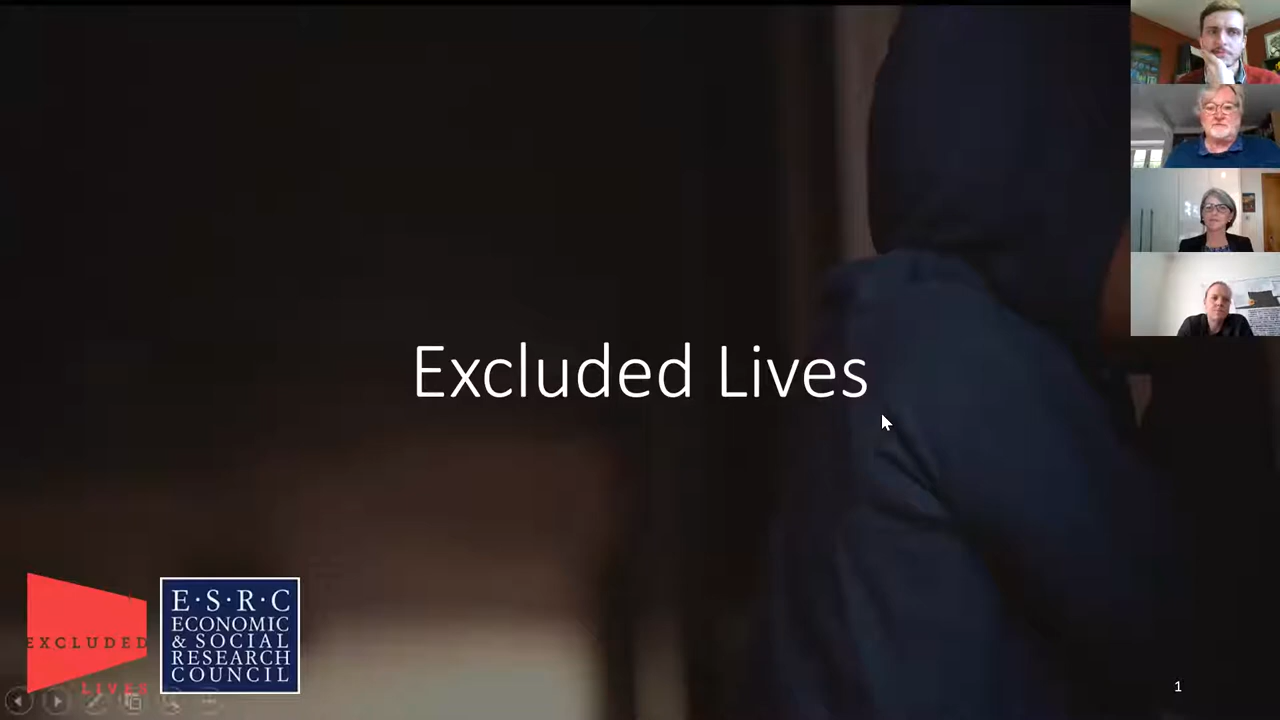 Excluded Lives
EXCLUDED
LIVES
E·S·R·C
ECONOMIC
& SOCIAL
RESEARCH
COUNCIL
1